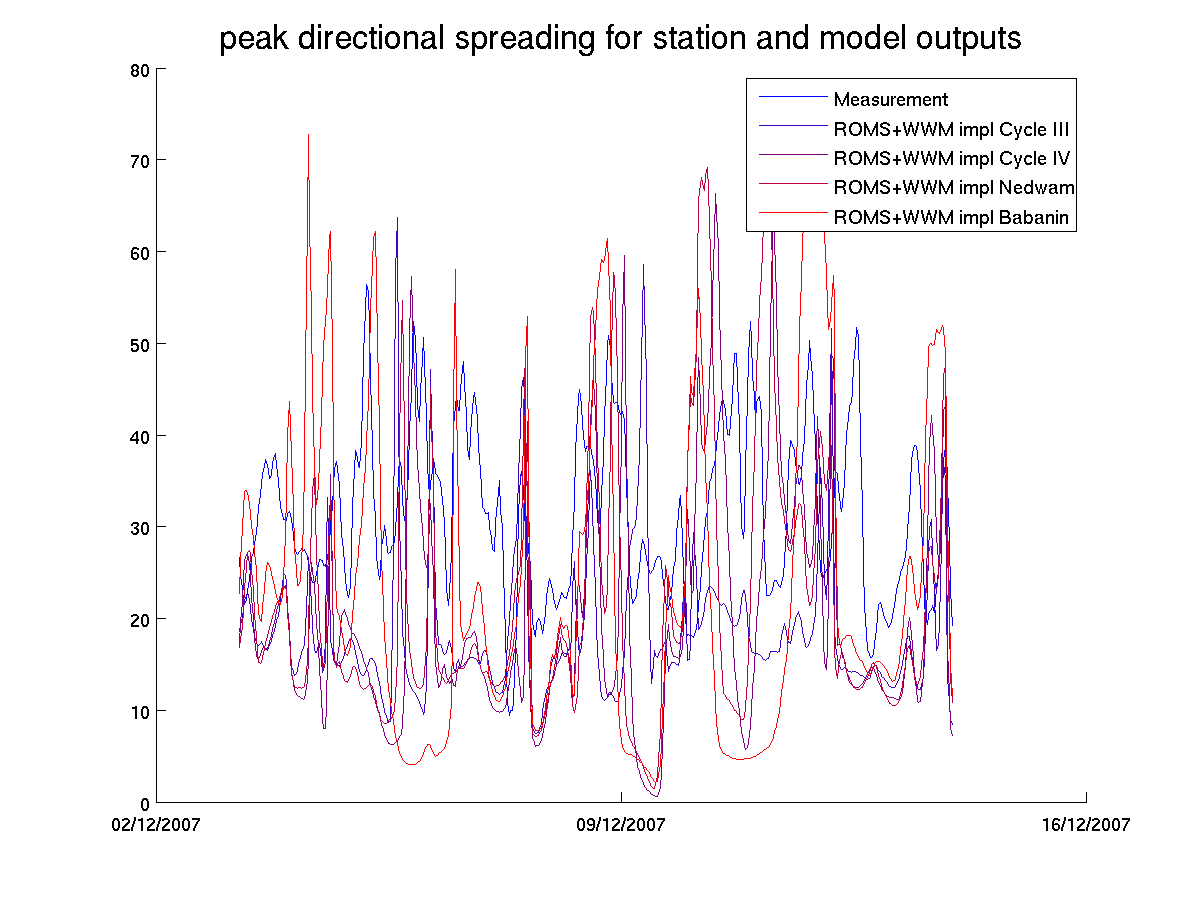 peak directional spreading for station and model outputs
80
70
60
50
40
30
20
10
0
Measurement
ROMS+WWM impl Cycle III
ROMS+WWM impl Cycle IV
ROMS+WWM impl Nedwam
ROMS+WWM impl Babanin
02/12/2007
09/12/2007
16/12/2007